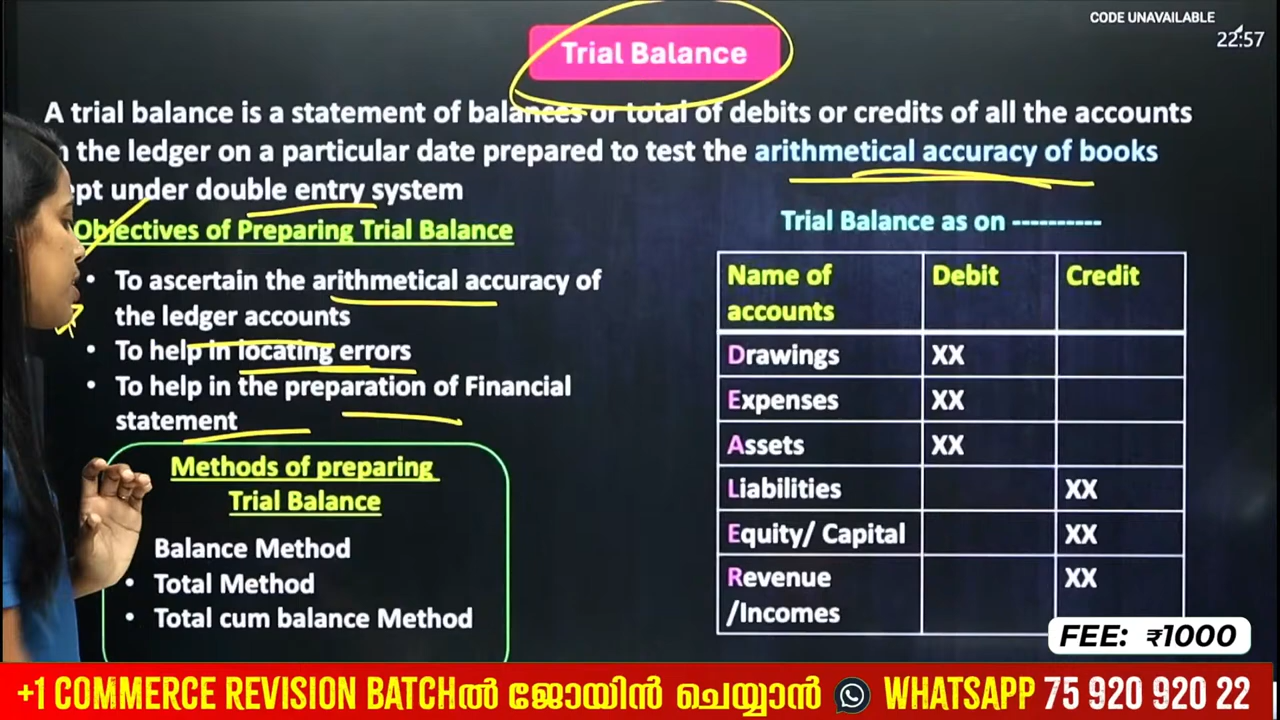 CODE UNAVAILABLE
22:57
Trial Balance
A trial balance is a statement of balances or total of debits or credits of all the accounts
the ledger on a particular date prepared to test the arithmetical accuracy of books
under double entry system
Objectives of Preparing Trial Balance
• To ascertain the arithmetical accuracy of
the ledger accounts
• To help in locating errors
• To help in the preparation of Financial
statement
Methods of preparing
Trial Balance
Balance Method
• Total Method
• Total cum balance Method
Trial Balance as on ----------
Name of accounts Debit Credit
Drawings XX
Expenses XX
Assets XX
Liabilities XX
Equity/ Capital XX
Revenue XX
/Incomes
FEE: ₹1000
+1 COMMERCE REVISION BATCHൽ ജോയിൻ ചെയ്യാൻ WHATSAPP 75 920 920 22